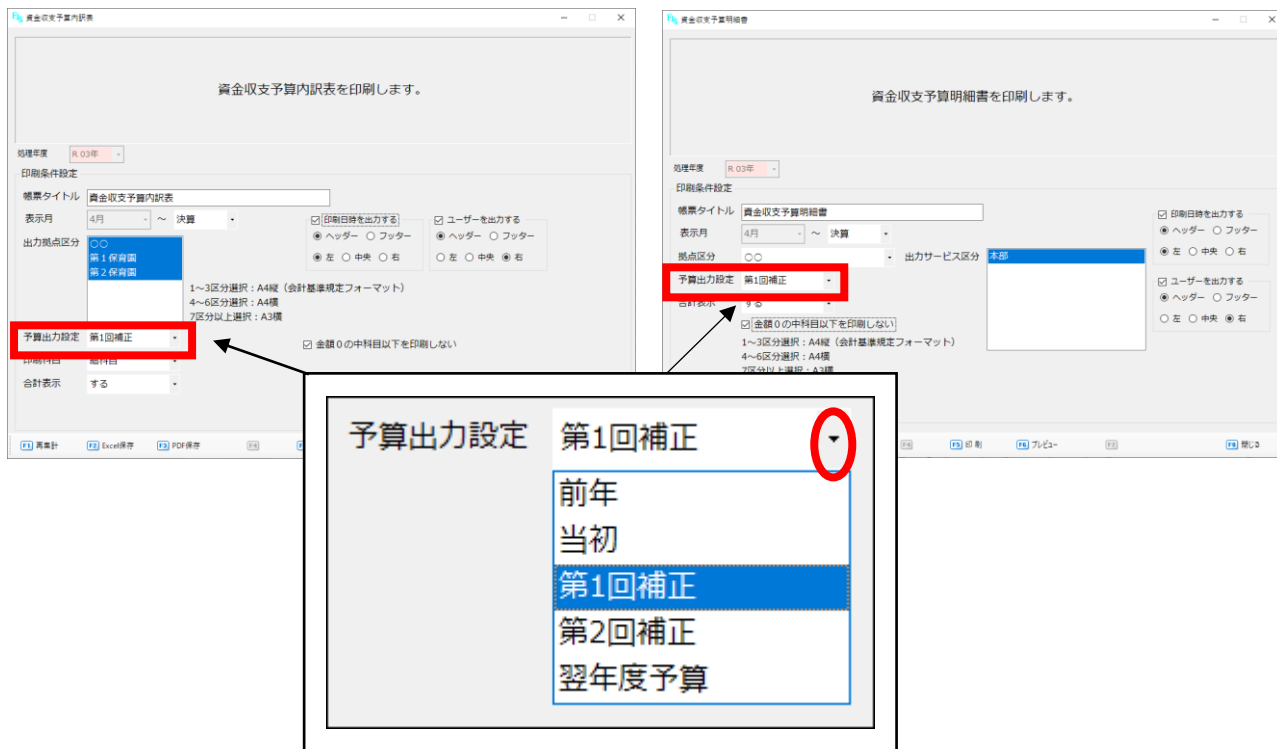 資金収支予算内訳表
資金収支予算内訳表を印刷します。
処理年度 R.03年
印刷条件設定
帳票タイトル 資金収支予算内訳表
表示月 4月 ～ 決算
出力拠点区分 〇〇
第１保育園
第２保育園
印刷日時を出力する
ヘッダー フッター
左 中央 右
ユーザーを出力する
ヘッダー フッター
左 中央 右
1～3区分選択：A4縦（会計基準規定フォーマット）
4～6区分選択：A4横
7区分以上選択：A3横
予算出力設定 第1回補正
金額０の中科目以下を印刷しない
印刷科目
合計表示 する
F1 再集計 F2 Excel保存 F3 PDF保存 F4
資金収支予算明細書
資金収支予算明細書を印刷します。
処理年度 R.03年
印刷条件設定
帳票タイトル 資金収支予算明細書
表示月 4月 ～ 決算
拠点区分 〇〇
出力サービス区分 本部
予算出力設定 第1回補正
合計表示 する
金額０の中科目以下を印刷しない
1～3区分選択：A4縦（会計基準規定フォーマット）
4～6区分選択：A4横
7区分以上選択：A3横
印刷日時を出力する
ヘッダー フッター
左 中央 右
ユーザーを出力する
ヘッダー フッター
左 中央 右
F5 印刷 F6 プレビュー F8 閉じる
予算出力設定 第1回補正
前年
当初
第1回補正
第2回補正
翌年度予算